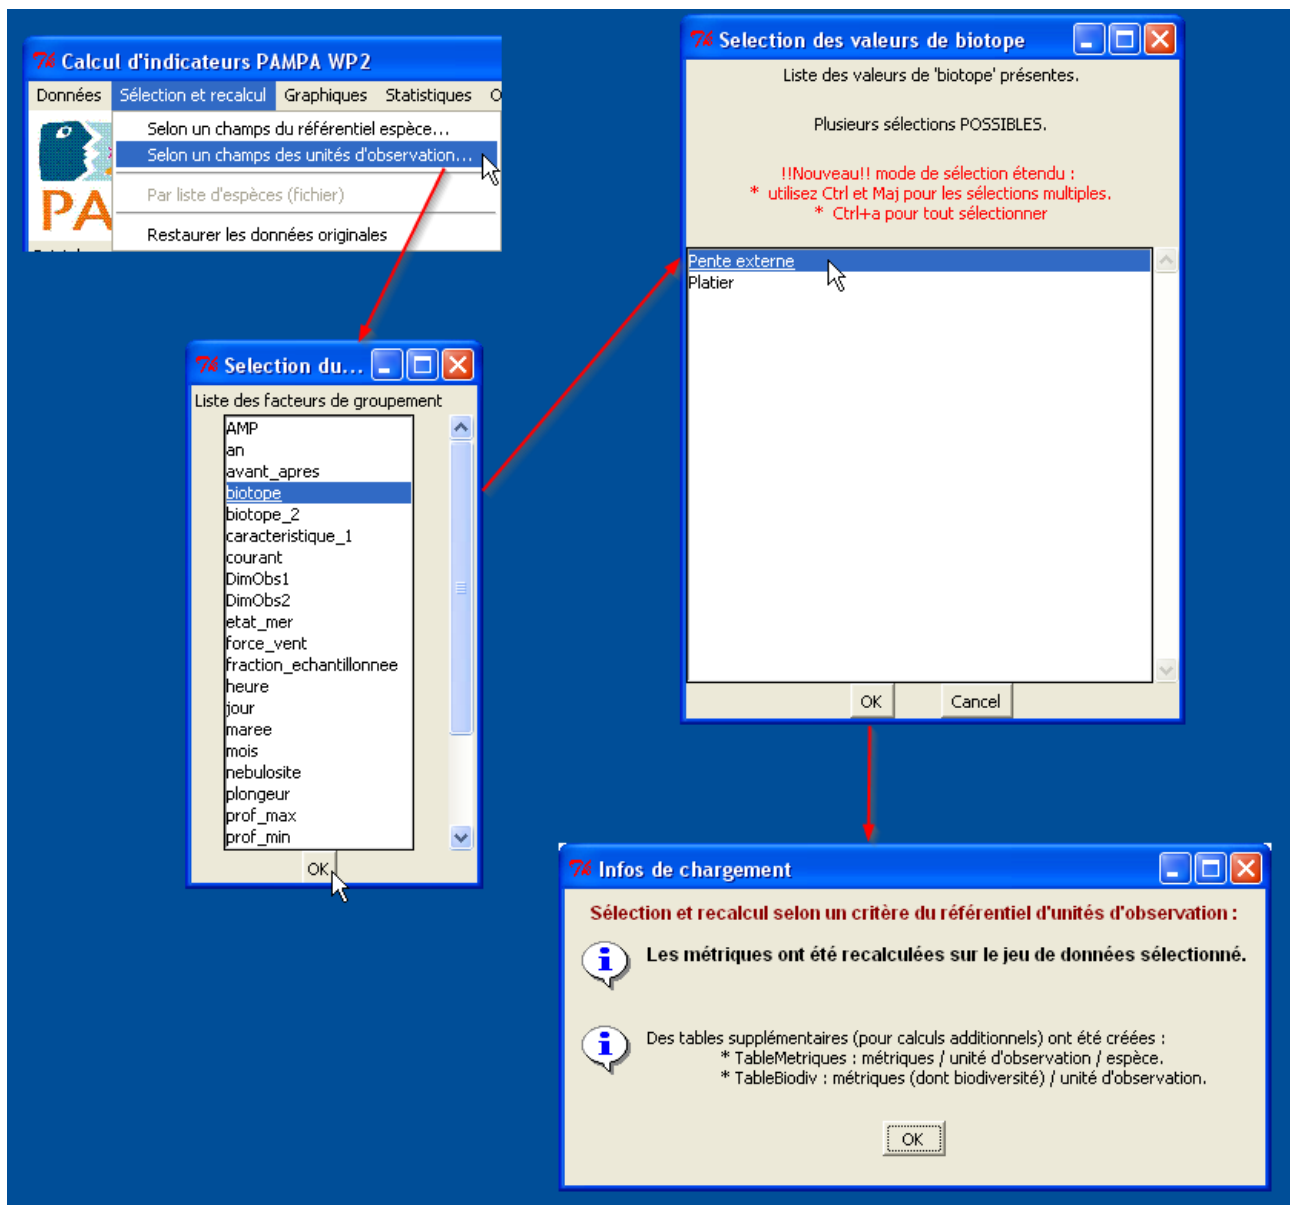 Calcul d'indicateurs PAMPA WP2
Données Sélection et recalcul Graphiques Statistiques
Selon un champs du référentiel espèce...
Selon un champs des unités d'observation...
Par liste d'espèces (fichier)
Restaurer les données originales
PA
Selection du...
Liste des facteurs de groupement
AMP
an
avant_apres
biotope
biotope_2
caracteristique_1
courant
DimObs1
DimObs2
etat_mer
force_vent
fraction_echantillonnee
heure
jour
maree
mois
nebulosite
plongeur
prof_max
prof_min
OK
Selection des valeurs de biotope
Liste des valeurs de 'biotope' présentes.
Plusieurs sélections POSSIBLES.
!!Nouveau!! mode de sélection étendu :
* utilisez Ctrl et Maj pour les sélections multiples.
* Ctrl+a pour tout sélectionner
Pente externe
Platier
OK Cancel
Infos de chargement
Sélection et recalcul selon un critère du référentiel d'unités d'observation :
Les métriques ont été recalculées sur le jeu de données sélectionné.
Des tables supplémentaires (pour calculs additionnels) ont été créées :
* TableMetriques : métriques / unité d'observation / espèce.
* TableBiodiv : métriques (dont biodiversité) / unité d'observation.
OK